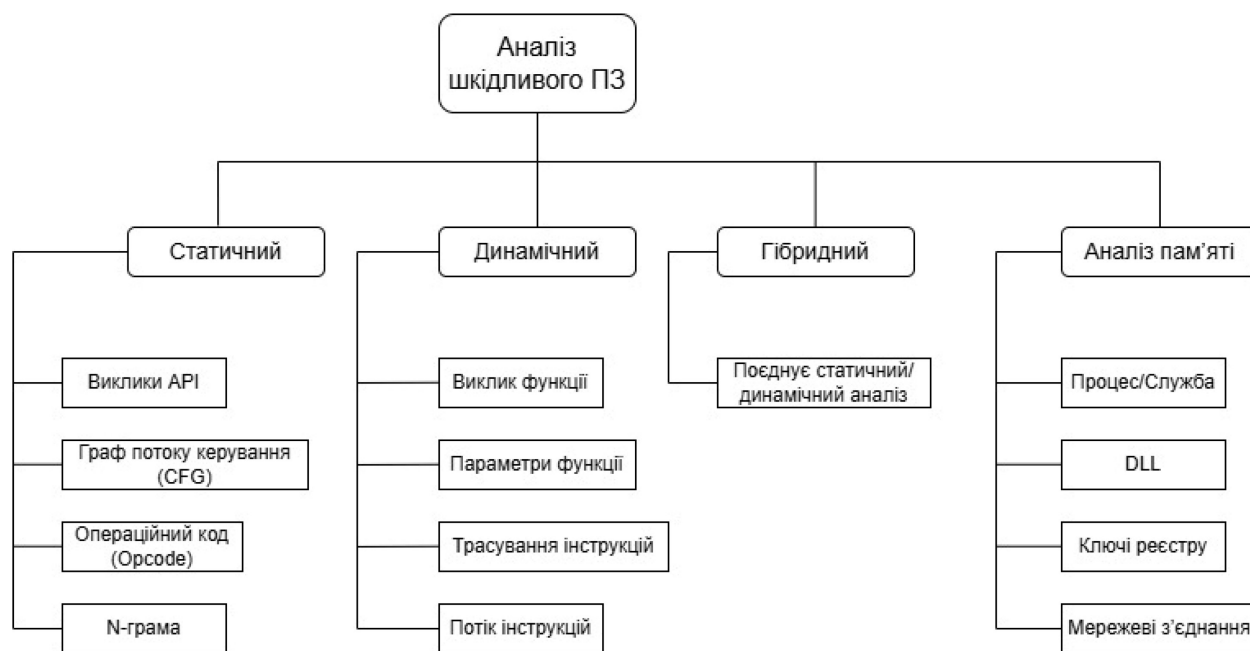 Аналіз
шкідливого ПЗ
Статичний
Динамічний
Гібридний
Аналіз пам’яті
Виклики API
Виклик функції
Поєднує статичний/
динамічний аналіз
Процес/Служба
Граф потоку керування
(CFG)
Параметри функції
DLL
Операційний код
(Opcode)
Трасування інструкцій
Ключі реєстру
N-грама
Потік інструкцій
Мережеві з’єднання